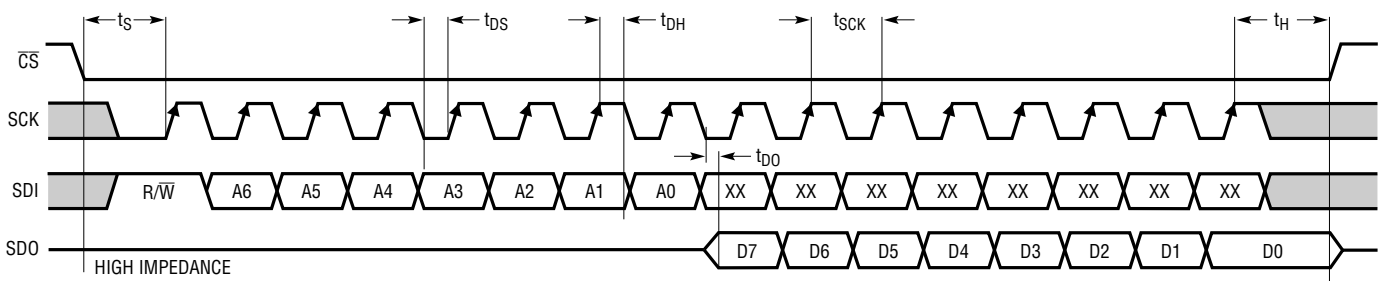 tS tDS tDH tSCK tH
C̅S̅
SCK
tDO
SDI R/W̅ A6 A5 A4 A3 A2 A1 A0 XX XX XX XX XX XX XX XX
SDO D7 D6 D5 D4 D3 D2 D1 D0
HIGH IMPEDANCE